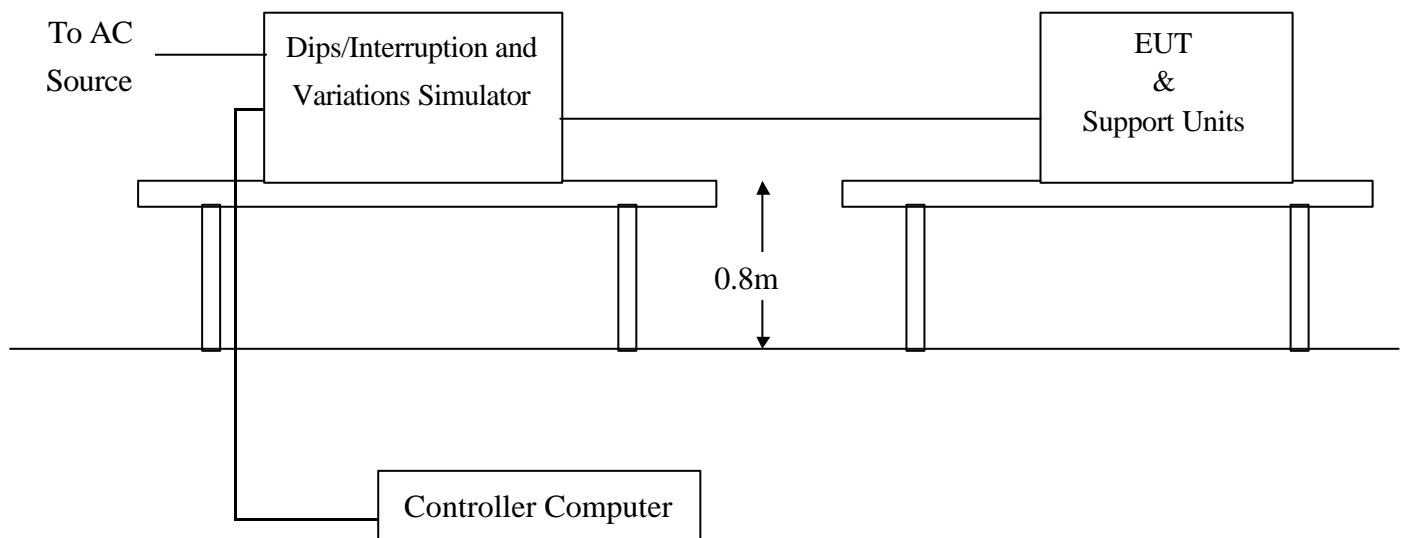 To AC
Source
Dips/Interruption and
Variations Simulator
EUT
&
Support Units
0.8m
Controller Computer